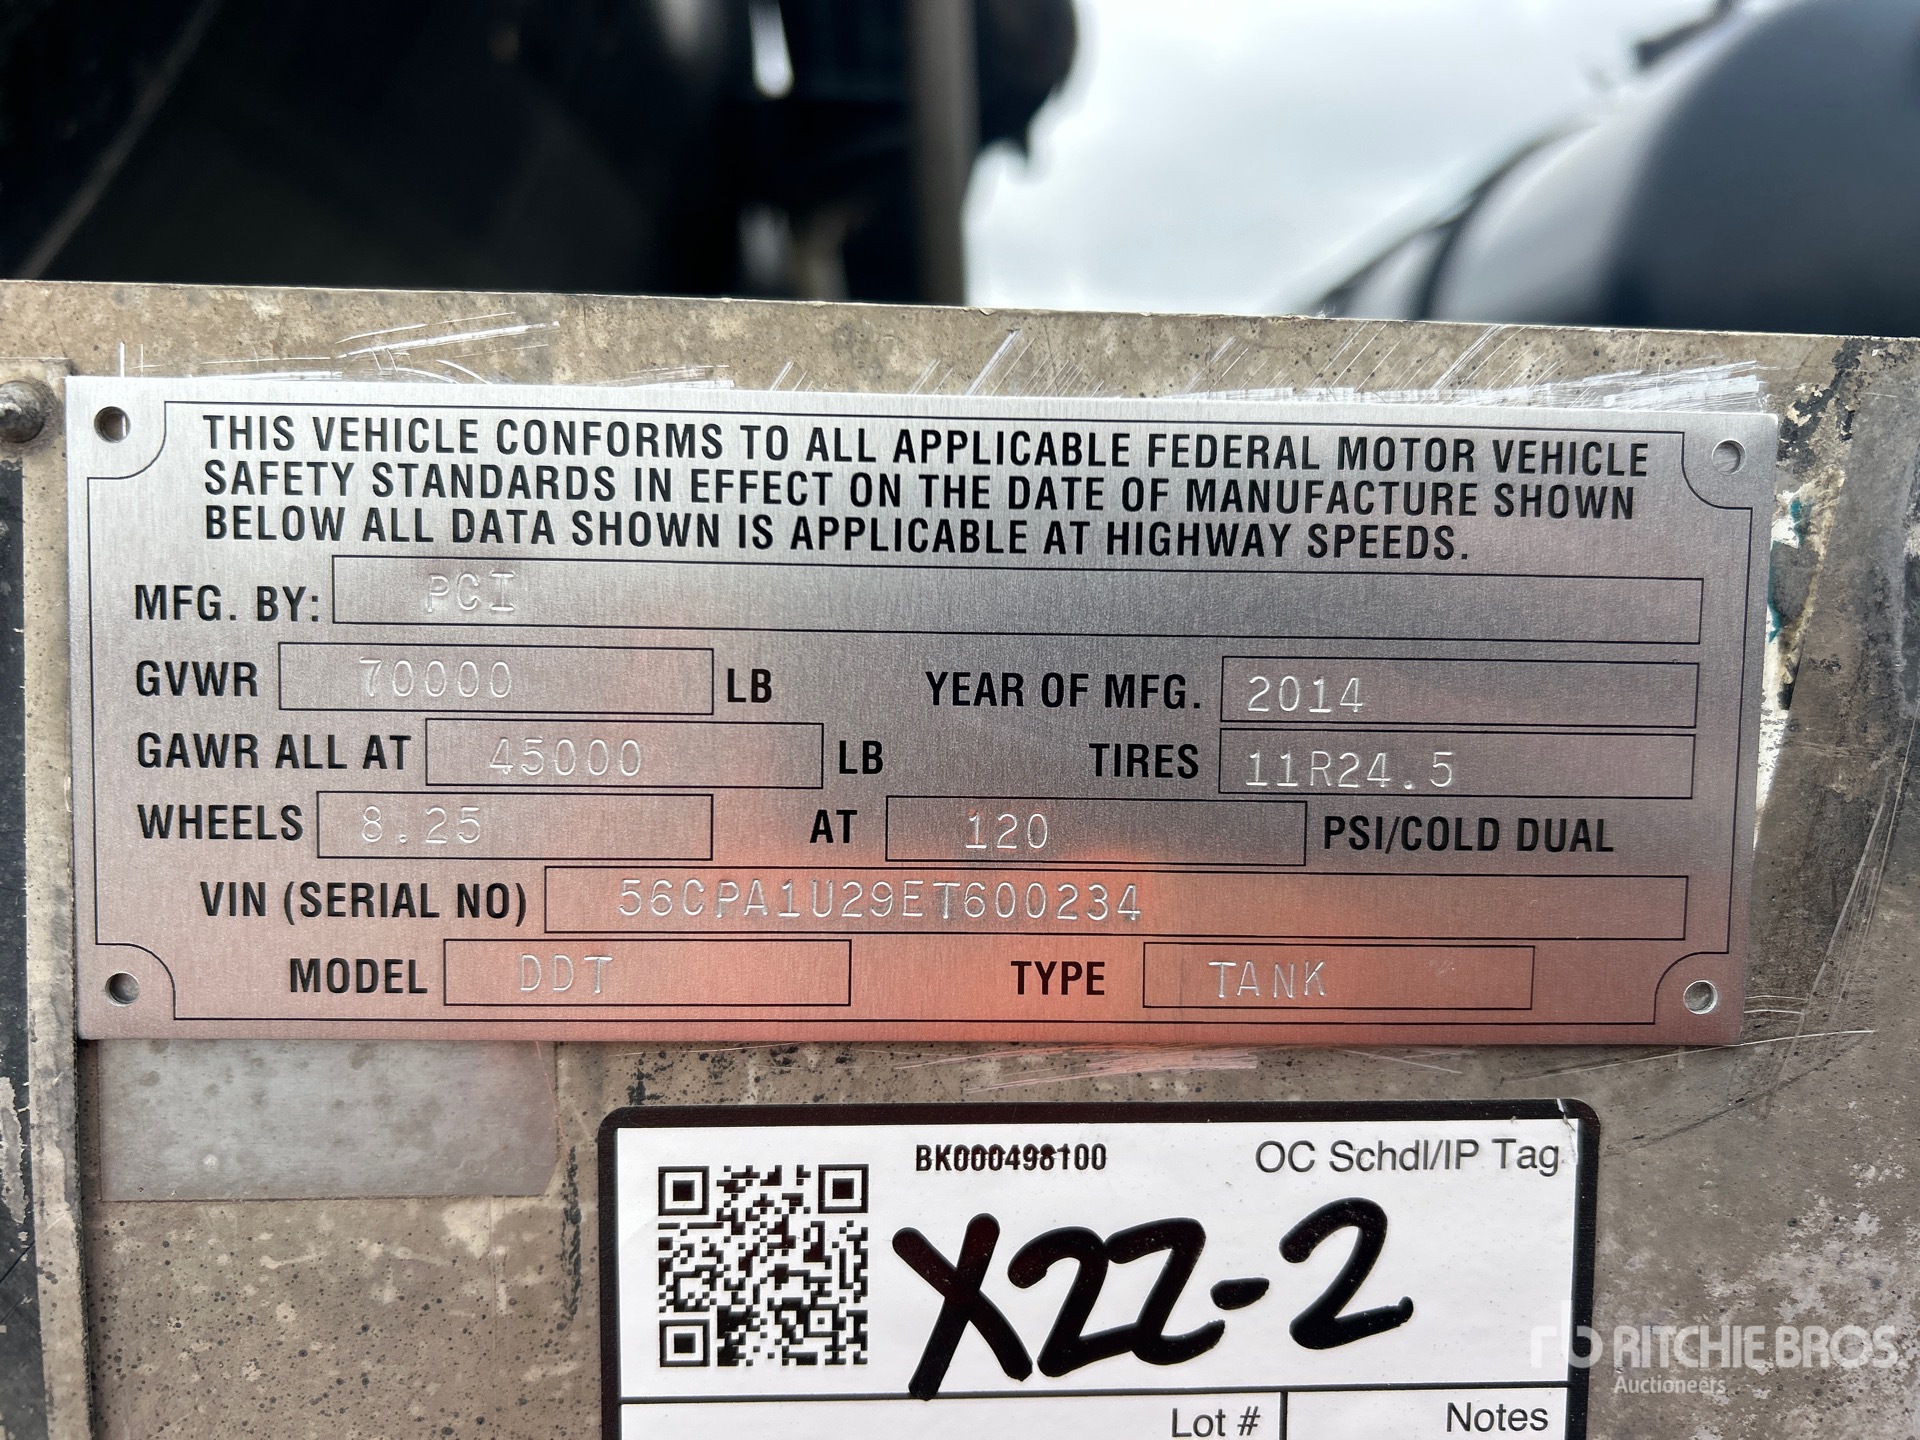 THIS VEHICLE CONFORMS TO ALL APPLICABLE FEDERAL MOTOR VEHICLE
SAFETY STANDARDS IN EFFECT ON THE DATE OF MANUFACTURE SHOWN
BELOW ALL DATA SHOWN IS APPLICABLE AT HIGHWAY SPEEDS.
MFG. BY: PCI
GVWR 70000 LB YEAR OF MFG. 2014
GAWR ALL AT 45000 LB TIRES 11R24.5
WHEELS 8.25 AT 120 PSI/COLD DUAL
VIN (SERIAL NO) 56CPA1U29ET600234
MODEL DDT TYPE TANK
BK000498100 OC Schdl/IP Tag
X22-2
Lot # Notes
rb RITCHIE BROS.
Auctioneers